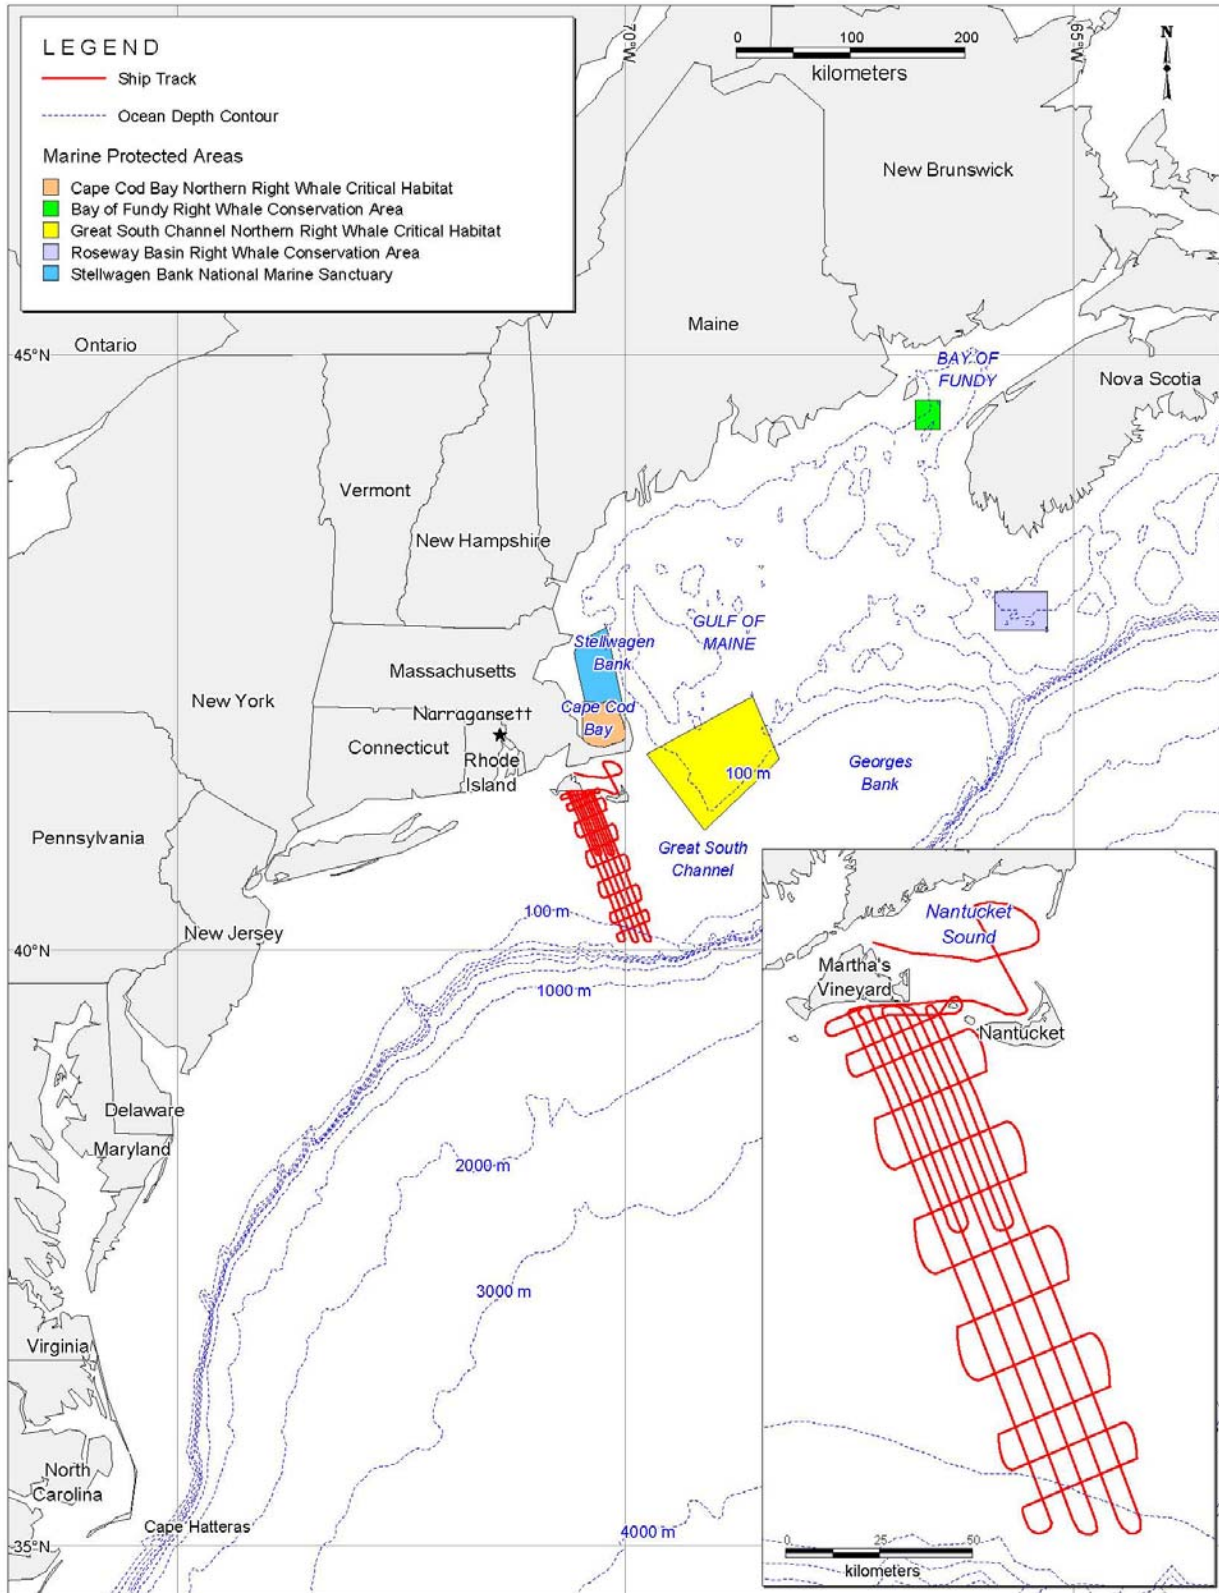 LEGEND
Ship Track
Ocean Depth Contour
Marine Protected Areas
Cape Cod Bay Northern Right Whale Critical Habitat
Bay of Fundy Right Whale Conservation Area
Great South Channel Northern Right Whale Critical Habitat
Roseway Basin Right Whale Conservation Area
Stellwagen Bank National Marine Sanctuary
70°W
0 100 200
kilometers
65°W
N
New Brunswick
Maine
Ontario
45°N
BAY OF
FUNDY
Nova Scotia
Vermont
New Hampshire
GULF OF
MAINE
Stellwagen
Bank
Massachusetts
New York
Narragansett
Cape Cod
Bay
Connecticut
Rhode
Island
100 m
Georges
Bank
Pennsylvania
Great South
Channel
100 m
New Jersey
40°N
1000 m
Delaware
Maryland
2000 m
3000 m
Virginia
North
Carolina
Cape Hatteras
4000 m
35°N
Nantucket
Sound
Martha's
Vineyard
Nantucket
0 25 50
kilometers